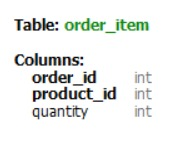 Table: order_item
Columns:
order_id int
product_id int
quantity int